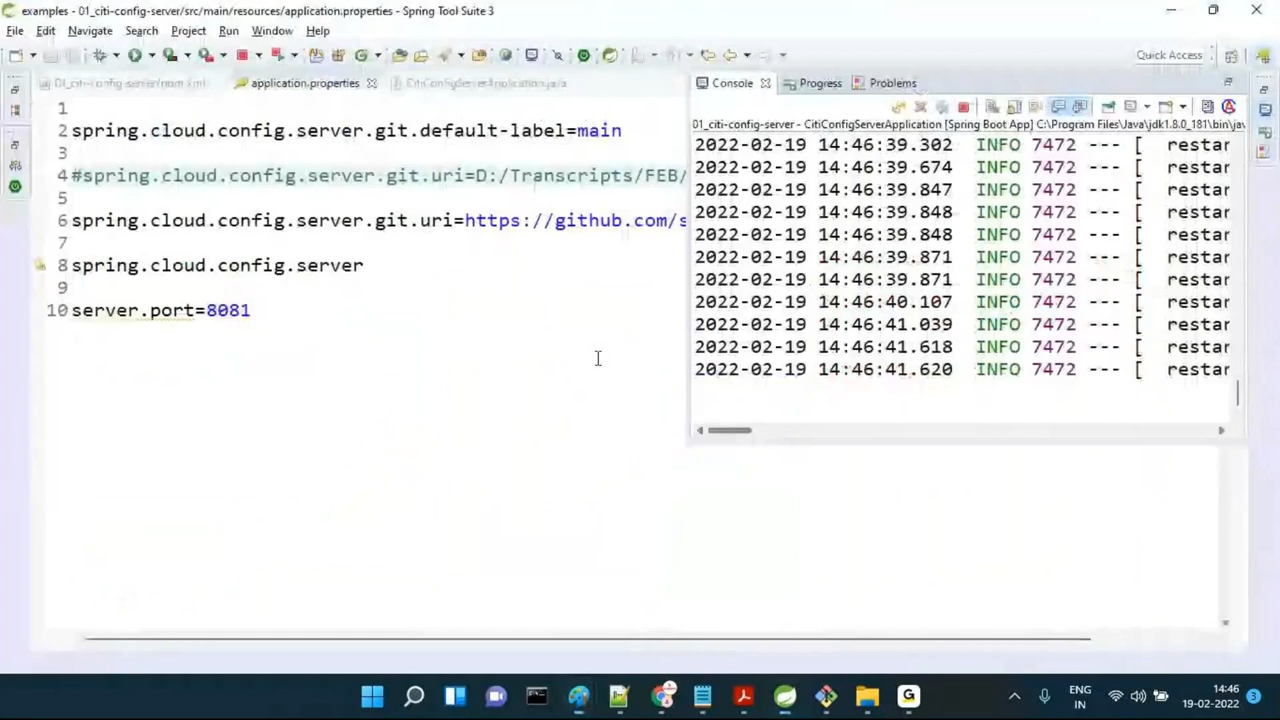 examples - 01_citi-config-server/src/main/resources/application.properties - Spring Tool Suite 3
File Edit Navigate Search Project Run Window Help
Quick Access
01_citi-config-server/pom.xml application.properties CitiConfigServerApplication.java
1
2 spring.cloud.config.server.git.default-label=main
3
4 #spring.cloud.config.server.git.uri=D:/Transcripts/FEB/
5
6 spring.cloud.config.server.git.uri=https://github.com/s
7
8 spring.cloud.config.server
9
10 server.port=8081
Console Progress Problems
01_citi-config-server - CitiConfigServerApplication [Spring Boot App] C:\Program Files\Java\jdk1.8.0_181\bin\jav
2022-02-19 14:46:39.302 INFO 7472 --- [ restar
2022-02-19 14:46:39.674 INFO 7472 --- [ restar
2022-02-19 14:46:39.847 INFO 7472 --- [ restar
2022-02-19 14:46:39.848 INFO 7472 --- [ restar
2022-02-19 14:46:39.848 INFO 7472 --- [ restar
2022-02-19 14:46:39.871 INFO 7472 --- [ restar
2022-02-19 14:46:39.871 INFO 7472 --- [ restar
2022-02-19 14:46:40.107 INFO 7472 --- [ restar
2022-02-19 14:46:41.039 INFO 7472 --- [ restar
2022-02-19 14:46:41.618 INFO 7472 --- [ restar
2022-02-19 14:46:41.620 INFO 7472 --- [ restar
ENG
IN
14:46
19-02-2022
3